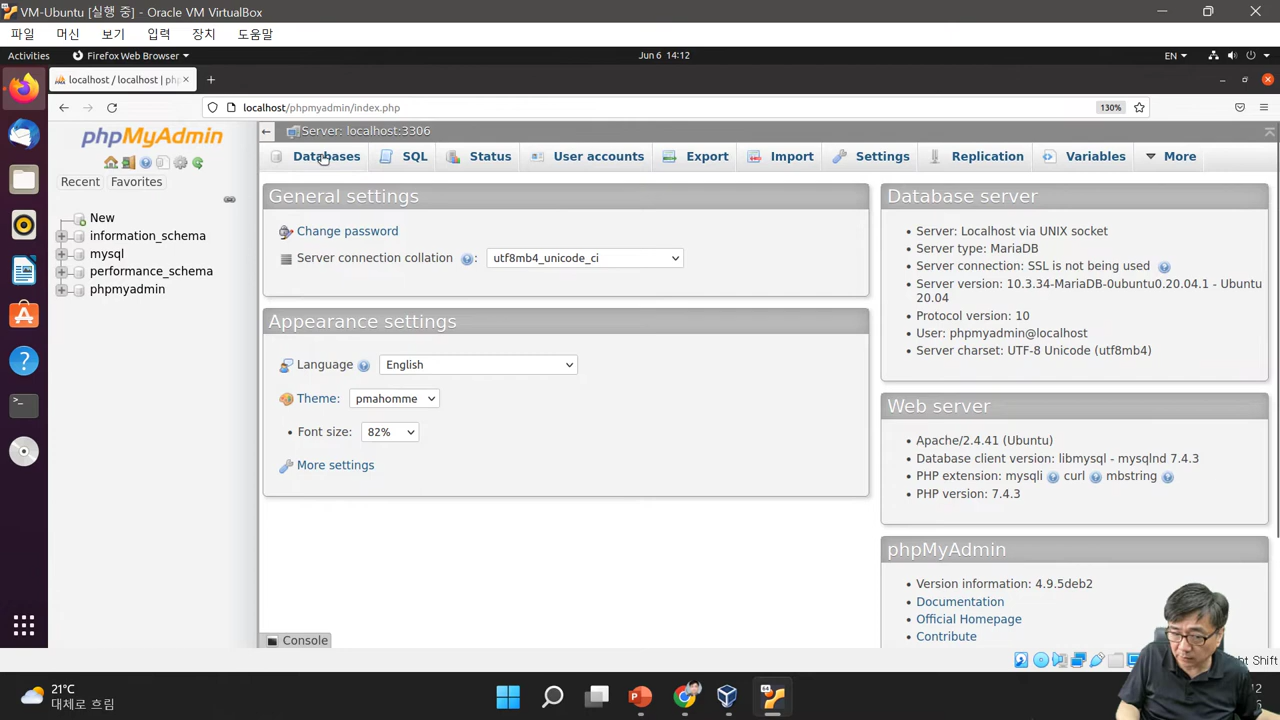 VM-Ubuntu [실행 중] - Oracle VM VirtualBox
파일 머신 보기 입력 장치 도움말
Activities Firefox Web Browser Jun 6 14:12 EN
localhost / localhost | php
localhost/phpmyadmin/index.php 130%
phpMyAdmin
Recent Favorites
New
information_schema
mysql
performance_schema
phpmyadmin
Server: localhost:3306
Databases SQL Status User accounts Export Import Settings Replication Variables More
General settings
Change password
Server connection collation : utf8mb4_unicode_ci
Appearance settings
Language English
Theme: pmahomme
Font size: 82%
More settings
Database server
Server: Localhost via UNIX socket
Server type: MariaDB
Server connection: SSL is not being used
Server version: 10.3.34-MariaDB-0ubuntu0.20.04.1 - Ubuntu
20.04
Protocol version: 10
User: phpmyadmin@localhost
Server charset: UTF-8 Unicode (utf8mb4)
Web server
Apache/2.4.41 (Ubuntu)
Database client version: libmysql - mysqlnd 7.4.3
PHP extension: mysqli curl mbstring
PHP version: 7.4.3
phpMyAdmin
Version information: 4.9.5deb2
Documentation
Official Homepage
Contribute
Console
Shift
21°C
대체로 흐림